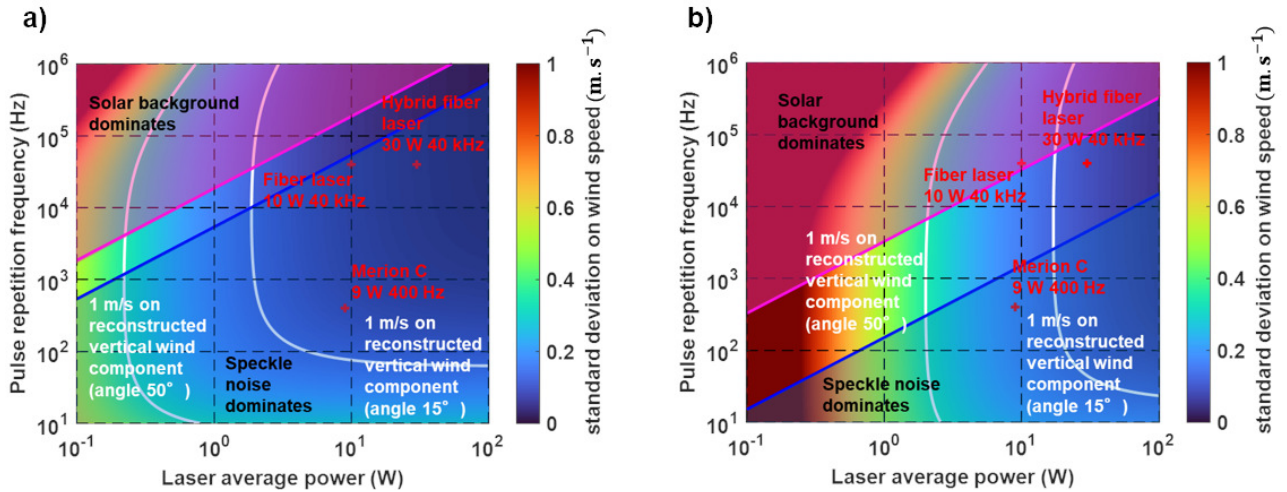 a)
Pulse repetition frequency (Hz)
10^6
10^5
10^4
10^3
10^2
10^1
Solar background
dominates
Hybrid fiber
laser
30 W 40 kHz
Fiber laser
10 W 40 kHz
Merion C
9 W 400 Hz
1 m/s on
reconstructed
vertical wind
component
(angle 50°)
1 m/s on
reconstructed
vertical wind
component
(angle 15°)
Speckle
noise
dominates
10^-1
10^0
10^1
10^2
Laser average power (W)
1
0.8
0.6
0.4
0.2
0
standard deviation on wind speed (m.s^−1)
b)
Pulse repetition frequency (Hz)
10^6
10^5
10^4
10^3
10^2
10^1
Solar
background
dominates
Hybrid fiber
laser
30 W 40 kHz
Fiber laser
10 W 40 kHz
1 m/s on
reconstructed
vertical wind
component
(angle 50°)
Merion C
9 W 400 Hz
1 m/s on
reconstructed
vertical wind
component
(angle 15°)
Speckle noise
dominates
10^-1
10^0
10^1
10^2
Laser average power (W)
1
0.8
0.6
0.4
0.2
0
standard deviation on wind speed (m.s^−1)